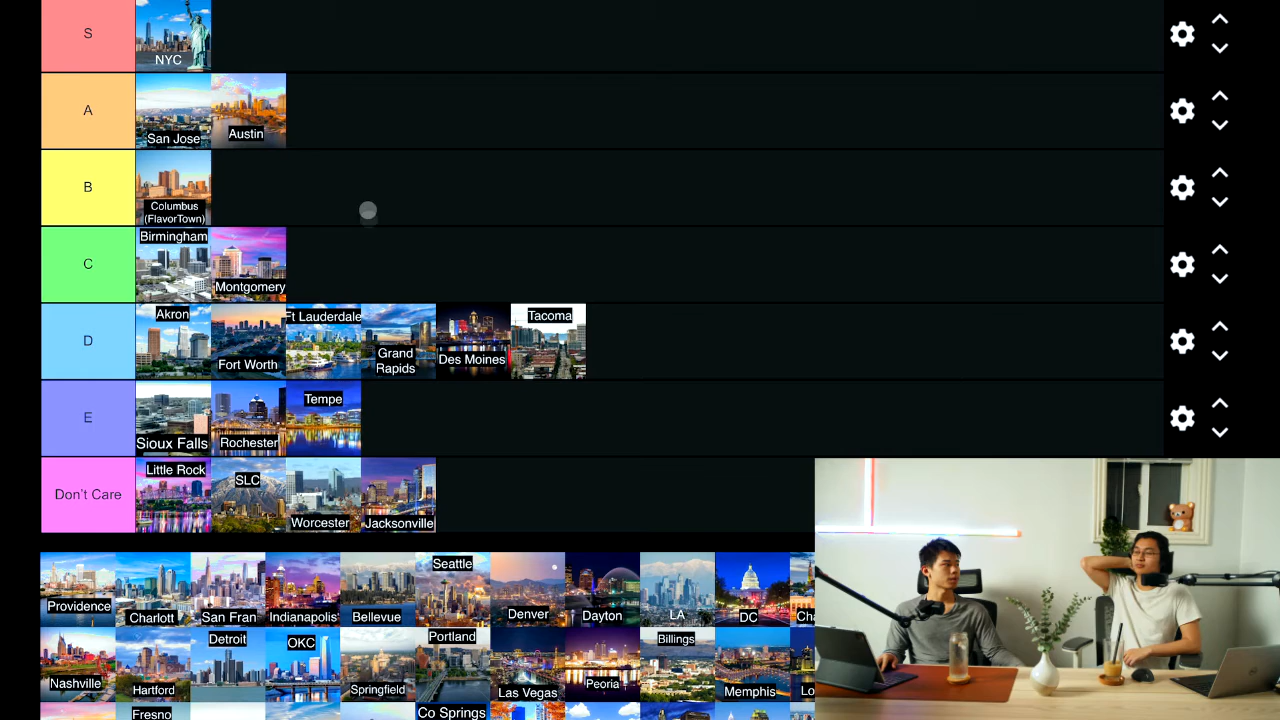 S
NYC
A
San Jose
Austin
B
Columbus
(FlavorTown)
C
Birmingham
Montgomery
D
Akron
Fort Worth
Ft Lauderdale
Grand
Rapids
Des Moines
Tacoma
E
Sioux Falls
Rochester
Tempe
Don't Care
Little Rock
SLC
Worcester
Jacksonville
Providence
Charlott
San Fran
Indianapolis
Bellevue
Seattle
Denver
Dayton
LA
DC
Nashville
Hartford
Detroit
OKC
Springfield
Portland
Las Vegas
Peoria
Billings
Memphis
Fresno
Co Springs